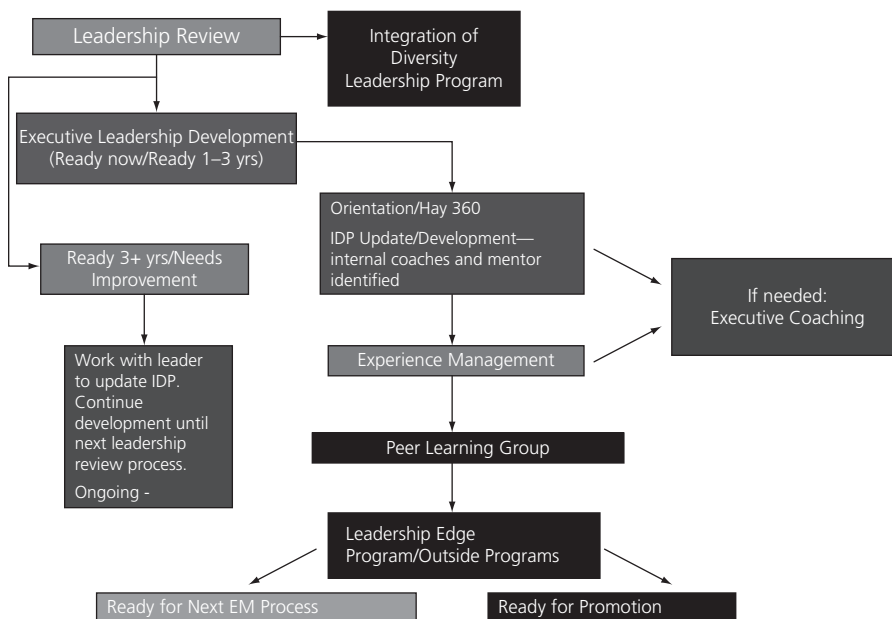 Leadership Review
Integration of
Diversity
Leadership Program
Executive Leadership Development
(Ready now/Ready 1–3 yrs)
Orientation/Hay 360
IDP Update/Development—
internal coaches and mentor
identified
Ready 3+ yrs/Needs
Improvement
If needed:
Executive Coaching
Work with leader
to update IDP.
Continue
development until
next leadership
review process.
Ongoing -
Experience Management
Peer Learning Group
Leadership Edge
Program/Outside Programs
Ready for Next EM Process
Ready for Promotion